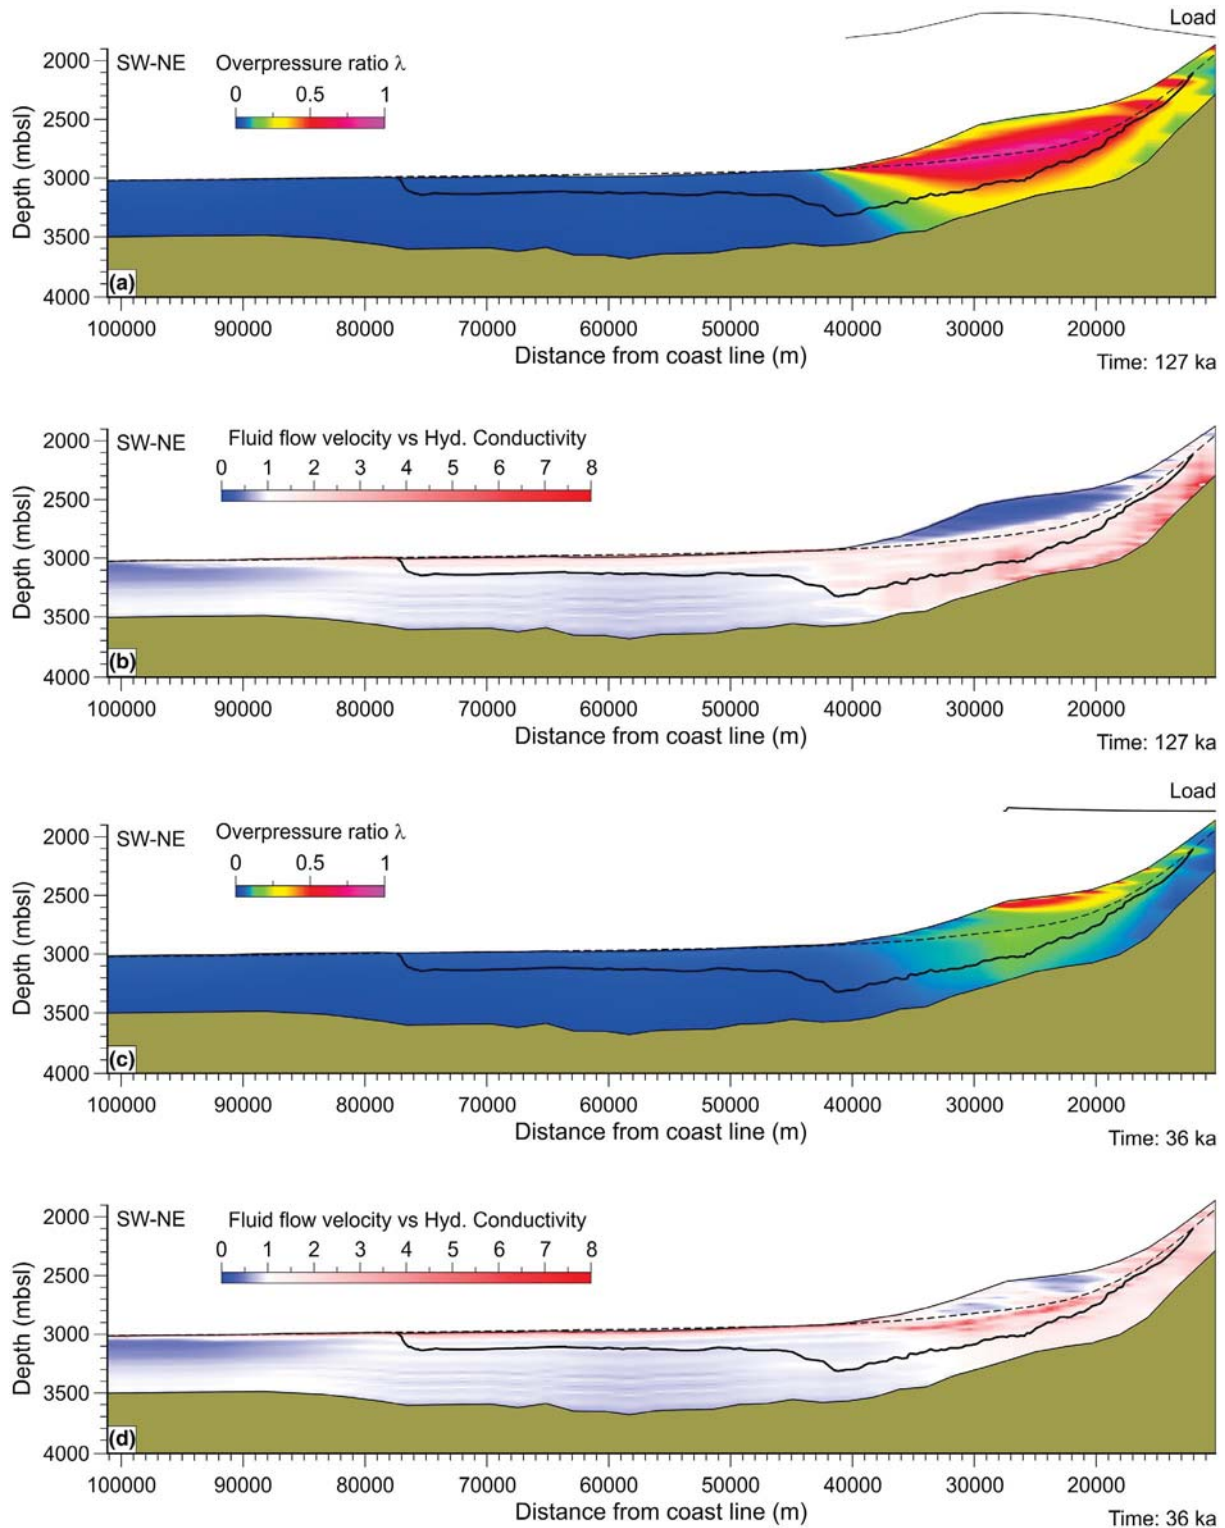 Load
SW-NE Overpressure ratio λ
0 0.5 1
2000
2500
3000
3500
4000
Depth (mbsl)
(a)
100000 90000 80000 70000 60000 50000 40000 30000 20000
Distance from coast line (m)
Time: 127 ka
SW-NE Fluid flow velocity vs Hyd. Conductivity
0 1 2 3 4 5 6 7 8
2000
2500
3000
3500
4000
Depth (mbsl)
(b)
100000 90000 80000 70000 60000 50000 40000 30000 20000
Distance from coast line (m)
Time: 127 ka
Load
SW-NE Overpressure ratio λ
0 0.5 1
2000
2500
3000
3500
4000
Depth (mbsl)
(c)
100000 90000 80000 70000 60000 50000 40000 30000 20000
Distance from coast line (m)
Time: 36 ka
SW-NE Fluid flow velocity vs Hyd. Conductivity
0 1 2 3 4 5 6 7 8
2000
2500
3000
3500
4000
Depth (mbsl)
(d)
100000 90000 80000 70000 60000 50000 40000 30000 20000
Distance from coast line (m)
Time: 36 ka